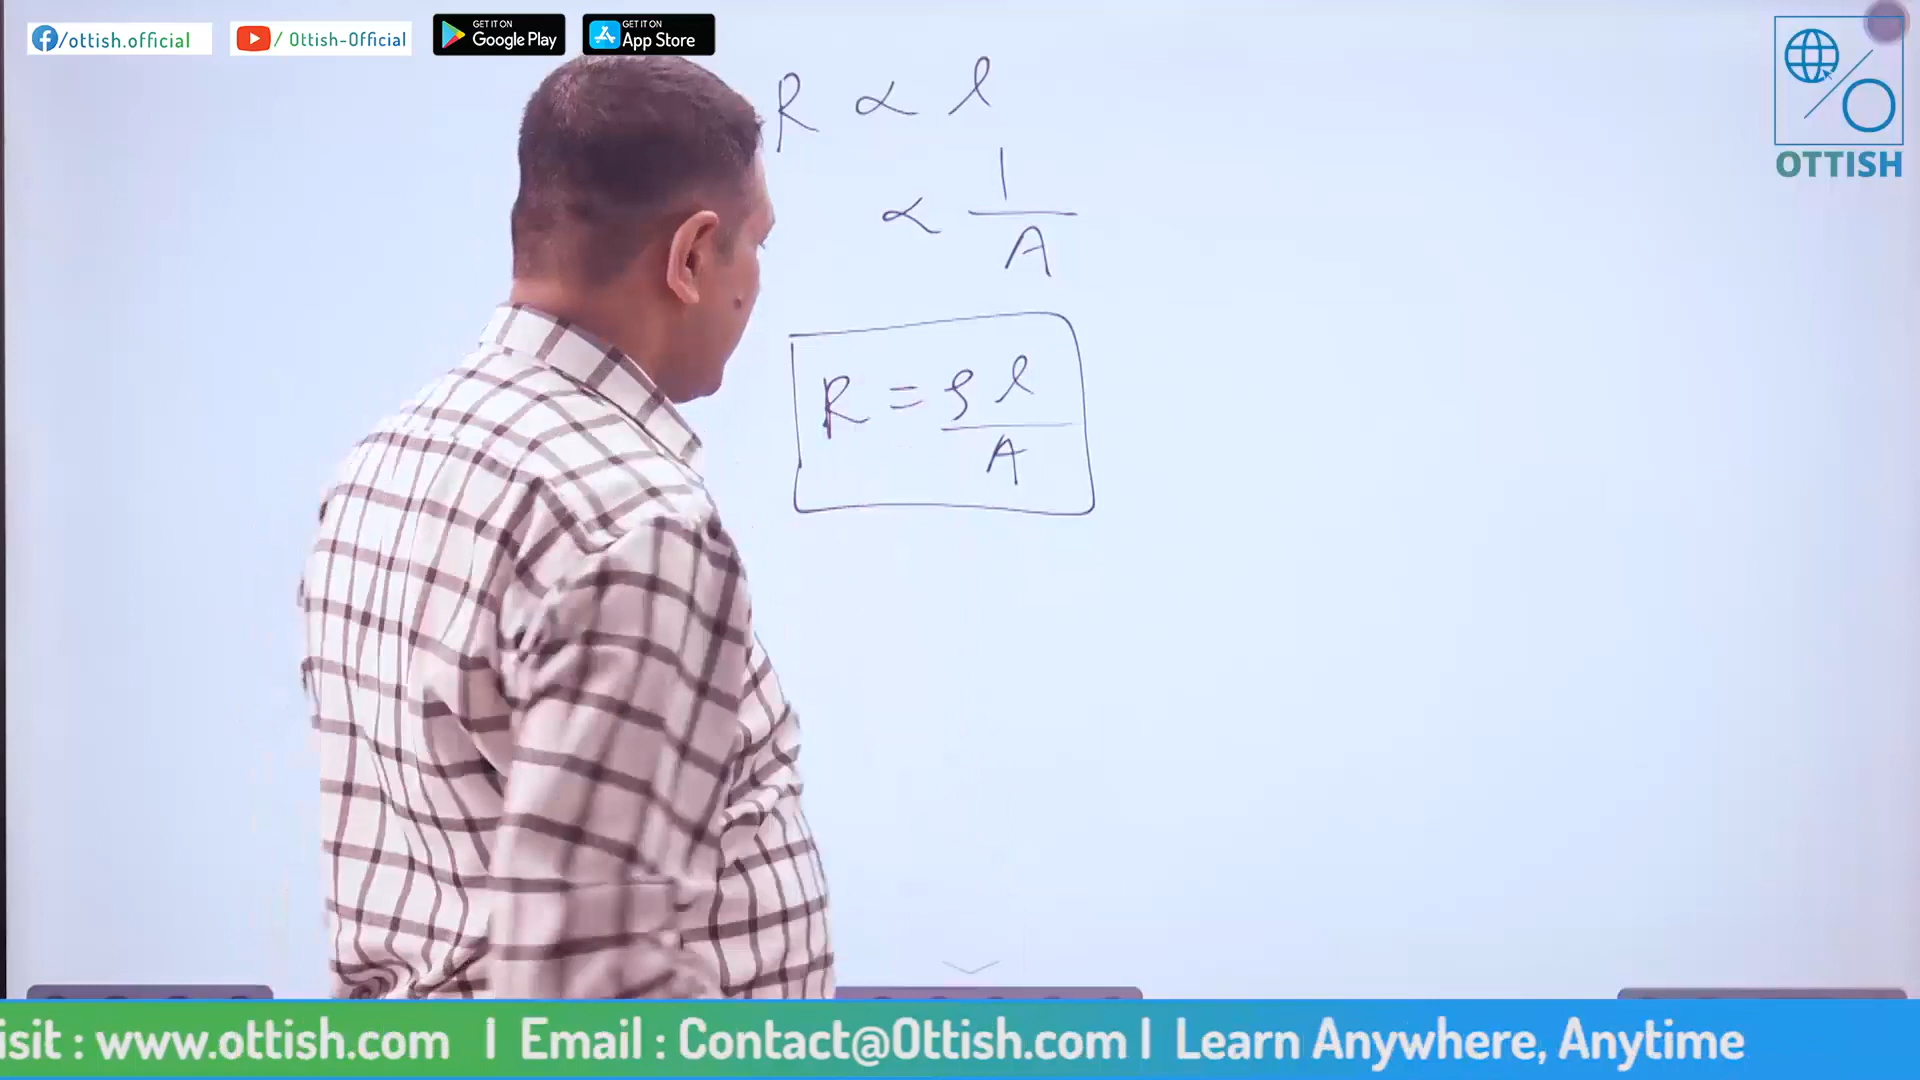 /ottish.official
/ Ottish-Official
GET IT ON
Google Play
GET IT ON
App Store
OTTISH
R ∝ l
∝ 1/A
R = ρl/A
isit : www.ottish.com | Email : Contact@Ottish.com | Learn Anywhere, Anytime